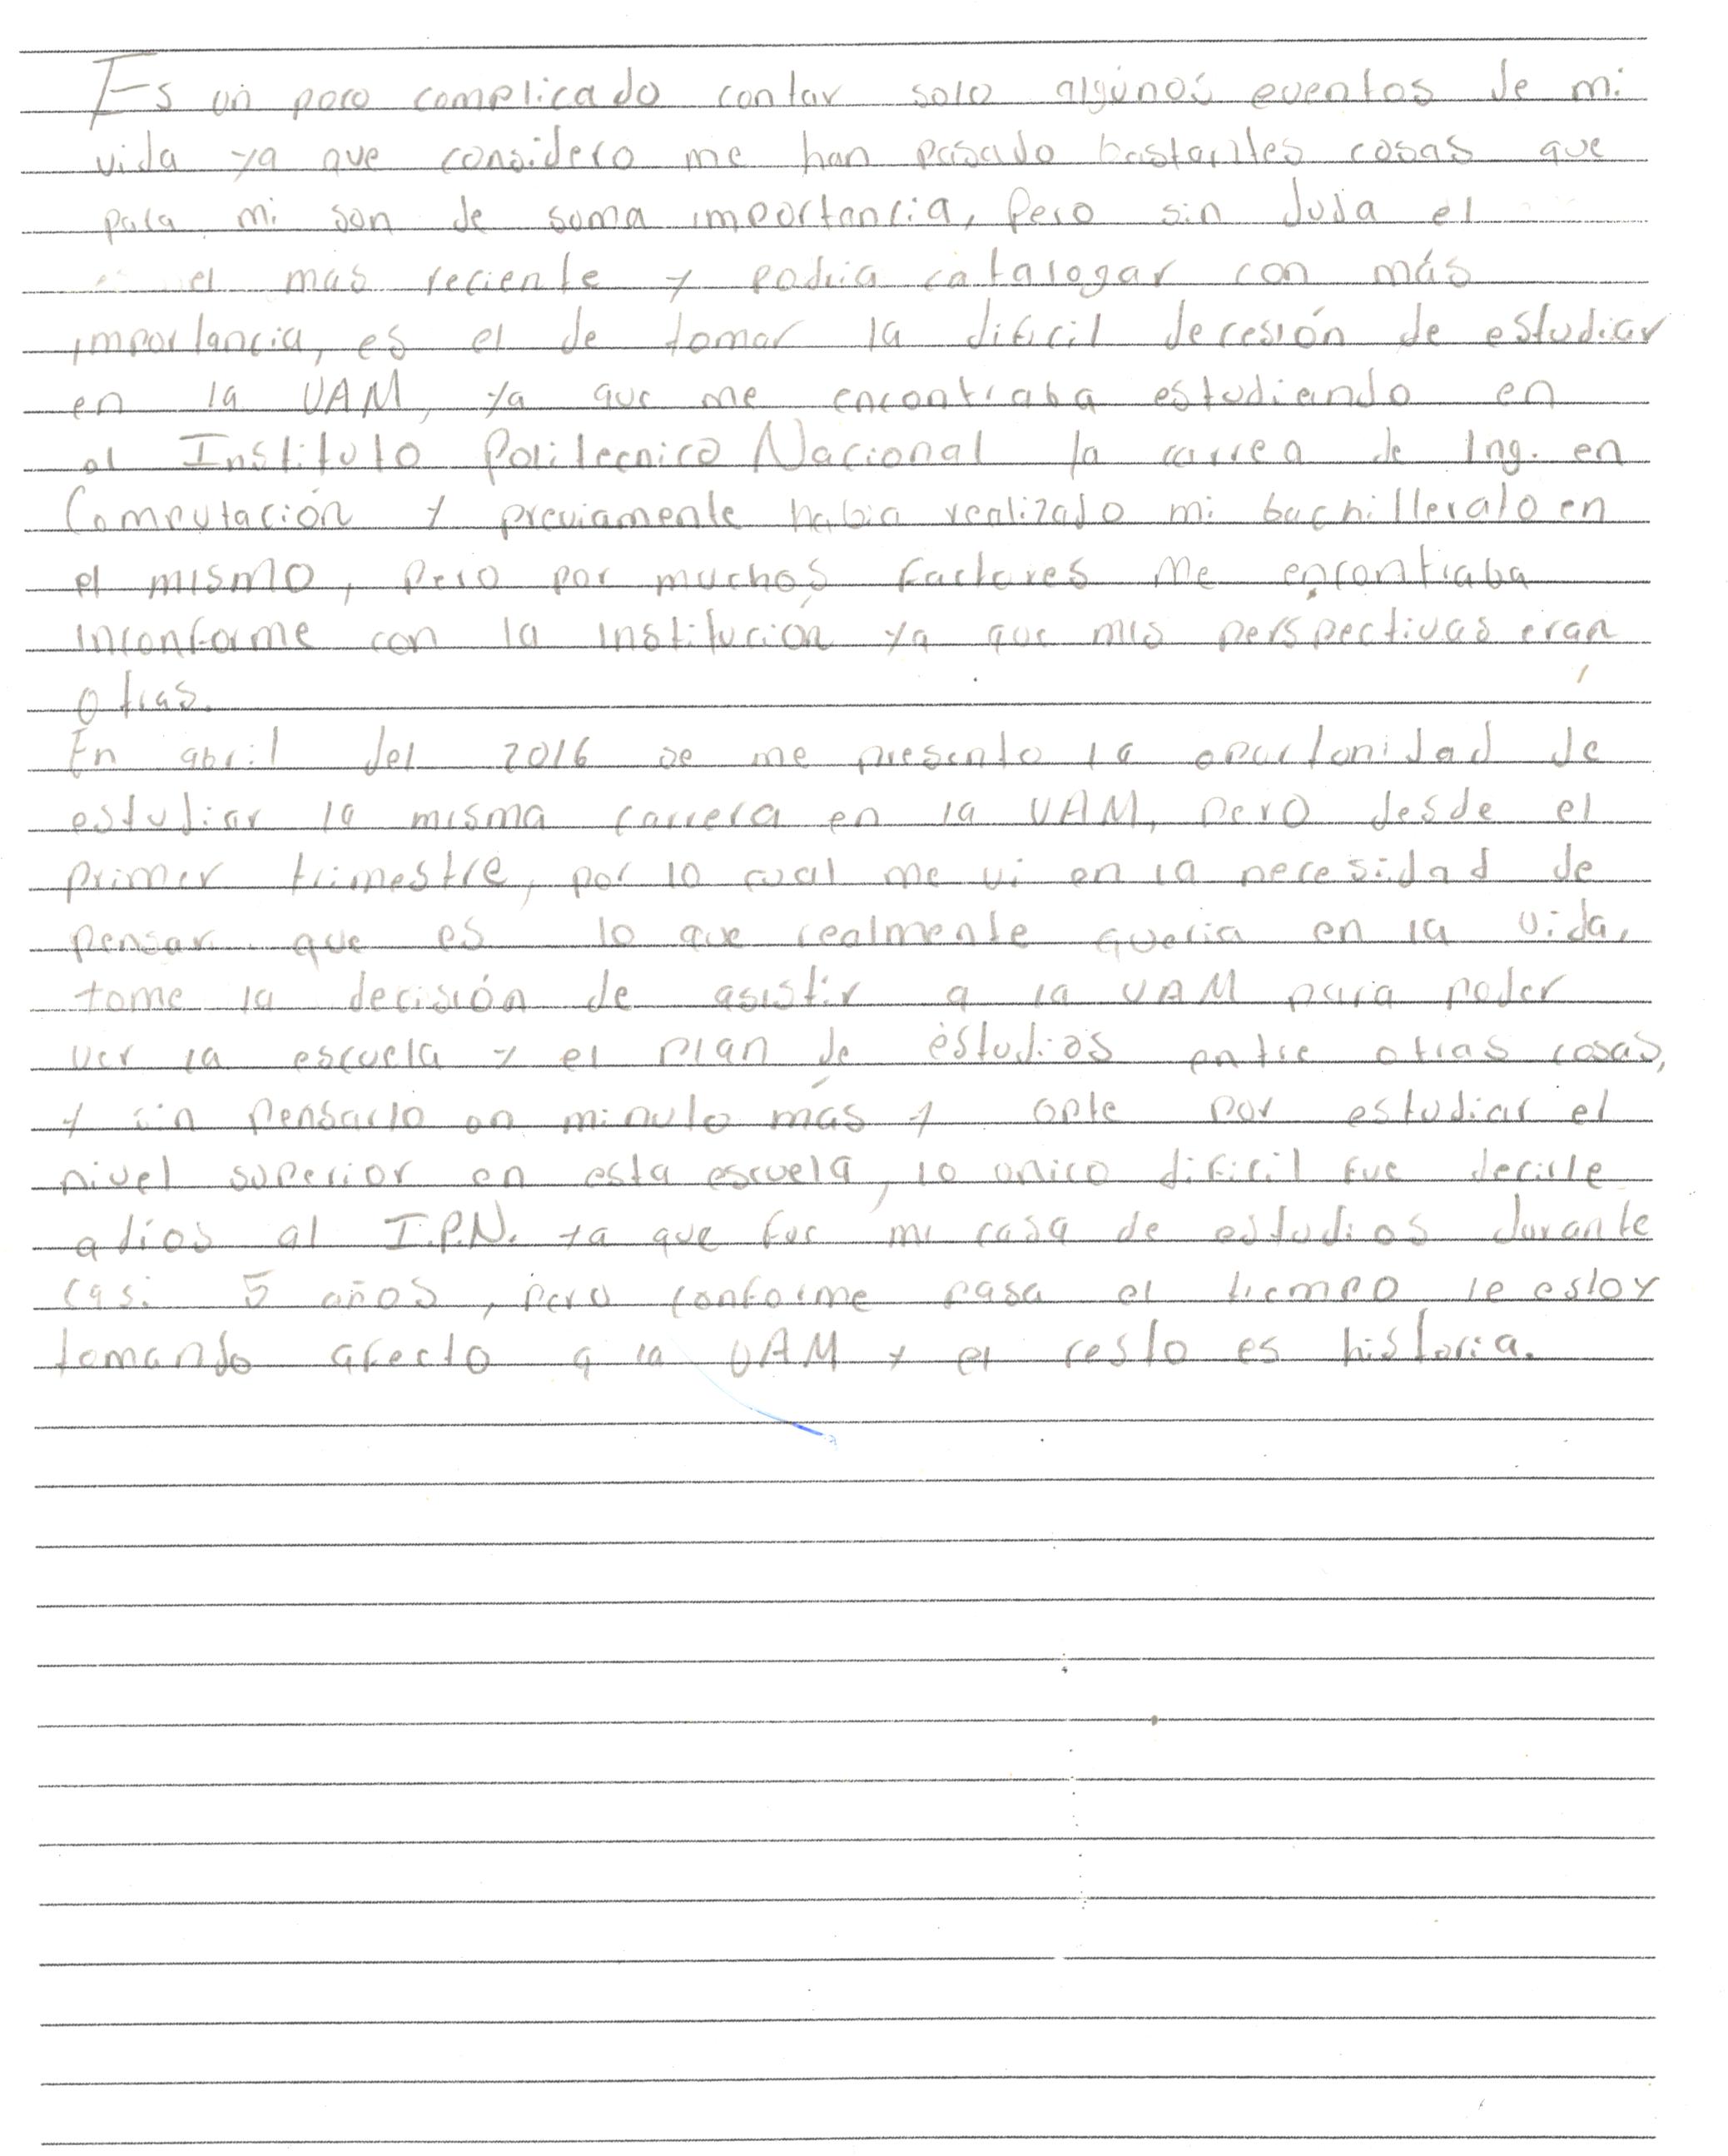 Es un poco complicado contar solo algunos eventos de mi
vida ya que considero me han pasado bastantes cosas que
para mi son de suma importancia, pero sin duda el
el mas reciente y podria catalogar con más
importancia, es el de tomar la dificil decesión de estudiar
en la UAM, ya que me encontraba estudiando en
el Instituto Politecnico Nacional la carrea de Ing. en
Computación y previamente habia realizado mi bachillerato en
el mismo, pero por muchos factores me encontraba
inconforme con la institución ya que mis perspectivas eran
otras.
En abril del 2016 se me presento la oportonidad de
estudiar la misma carrera en la UAM, pero desde el
primer trimestre, por lo cual me vi en la necesidad de
pensar que es lo que realmente queria en la vida,
tome la decisión de asistir a la UAM para poder
ver la escuela y el plan de estudios entre otras cosas,
y sin pensarlo un minuto más y opte por estudiar el
nivel superior en esta escuela, lo unico dificil fue decirle
adios al I.P.N. ya que fue mi casa de estudios durante
casi 5 años, pero conforme pasa el tiempo le estoy
tomando afecto a la UAM y el resto es historia.